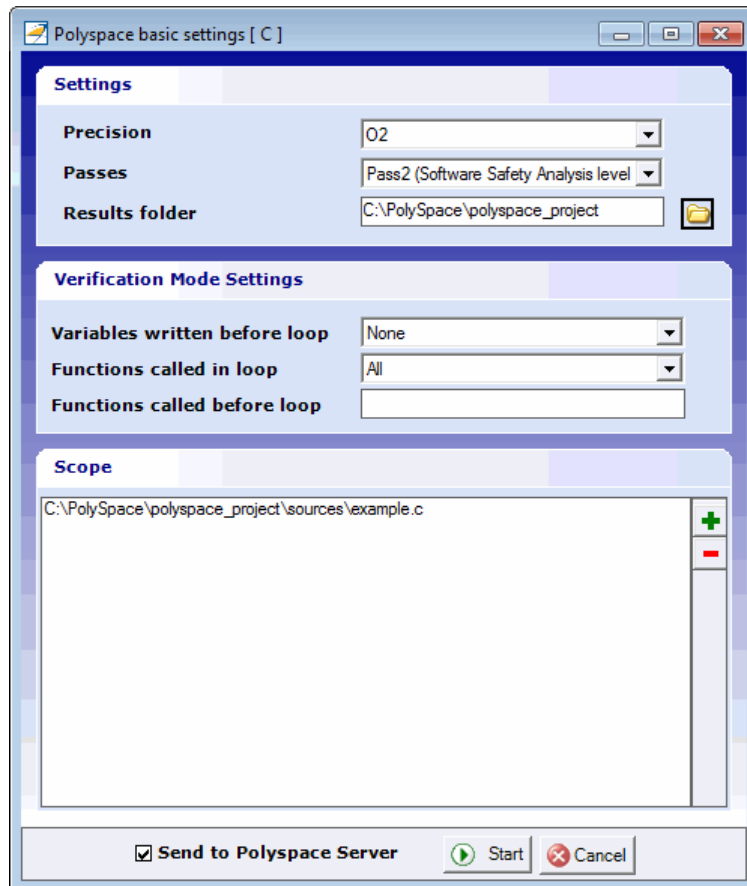 Polyspace basic settings [ C ]
Settings
Precision O2
Passes Pass2 (Software Safety Analysis level
Results folder C:\PolySpace\polyspace_project
Verification Mode Settings
Variables written before loop None
Functions called in loop All
Functions called before loop
Scope
C:\PolySpace\polyspace_project\sources\example.c
Send to Polyspace Server Start Cancel